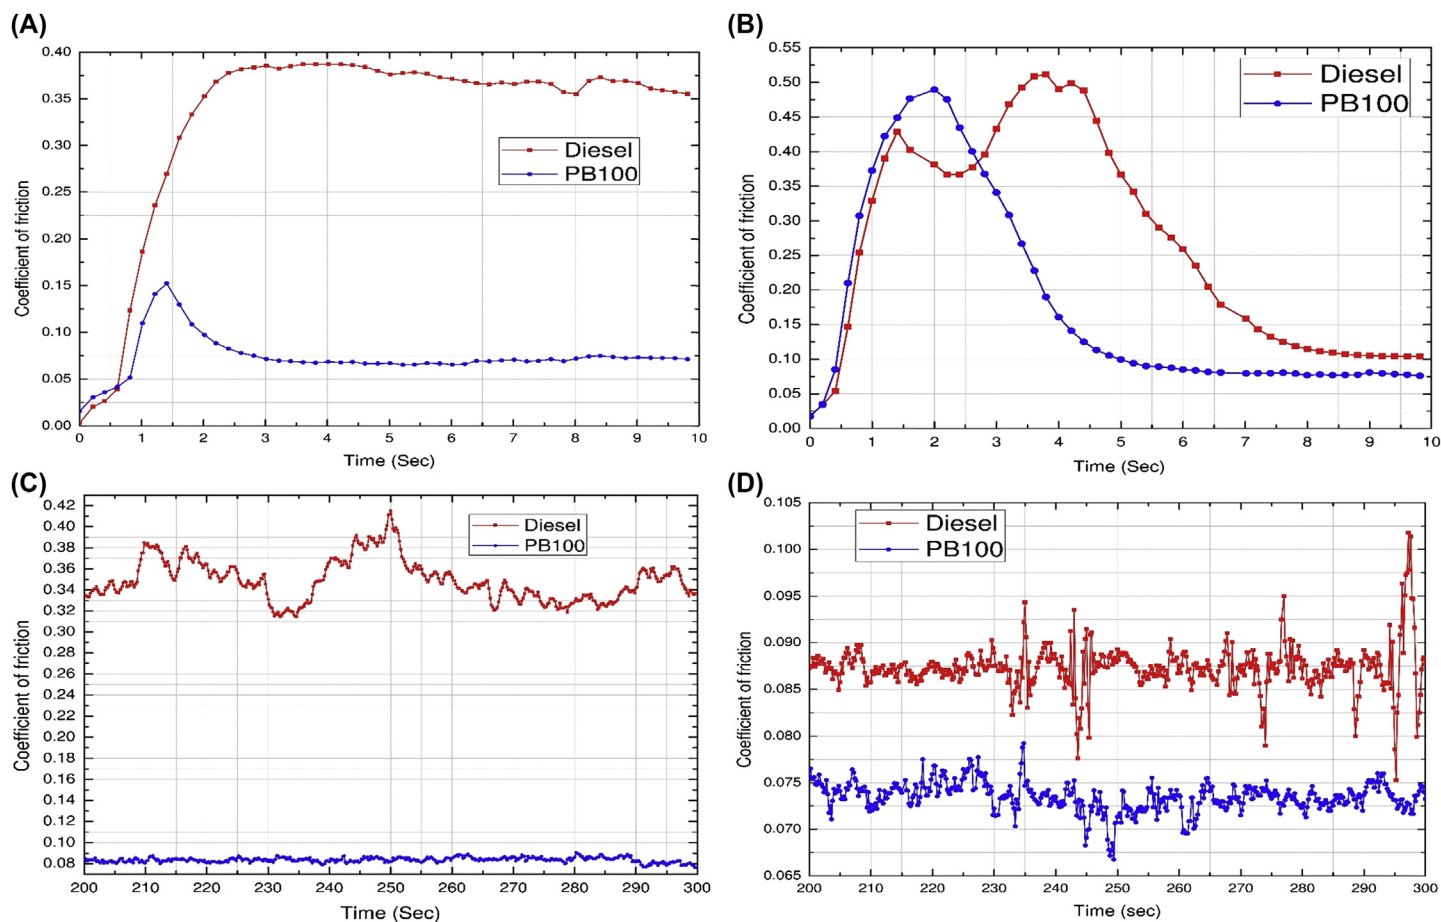 (A)
0.40
0.35
0.30
0.25
0.20
0.15
0.10
0.05
0.00
Coefficient of friction
Diesel
PB100
0 1 2 3 4 5 6 7 8 9 10
Time (Sec)
(B)
0.55
0.50
0.45
0.40
0.35
0.30
0.25
0.20
0.15
0.10
0.05
0.00
Coefficient of friction
Diesel
PB100
0 1 2 3 4 5 6 7 8 9 10
Time (Sec)
(C)
0.42
0.40
0.38
0.36
0.34
0.32
0.30
0.28
0.26
0.24
0.22
0.20
0.18
0.16
0.14
0.12
0.10
0.08
Coefficient of friction
Diesel
PB100
200 210 220 230 240 250 260 270 280 290 300
Time (Sec)
(D)
0.105
0.100
0.095
0.090
0.085
0.080
0.075
0.070
0.065
Coefficient of friction
Diesel
PB100
200 210 220 230 240 250 260 270 280 290 300
Time (sec)